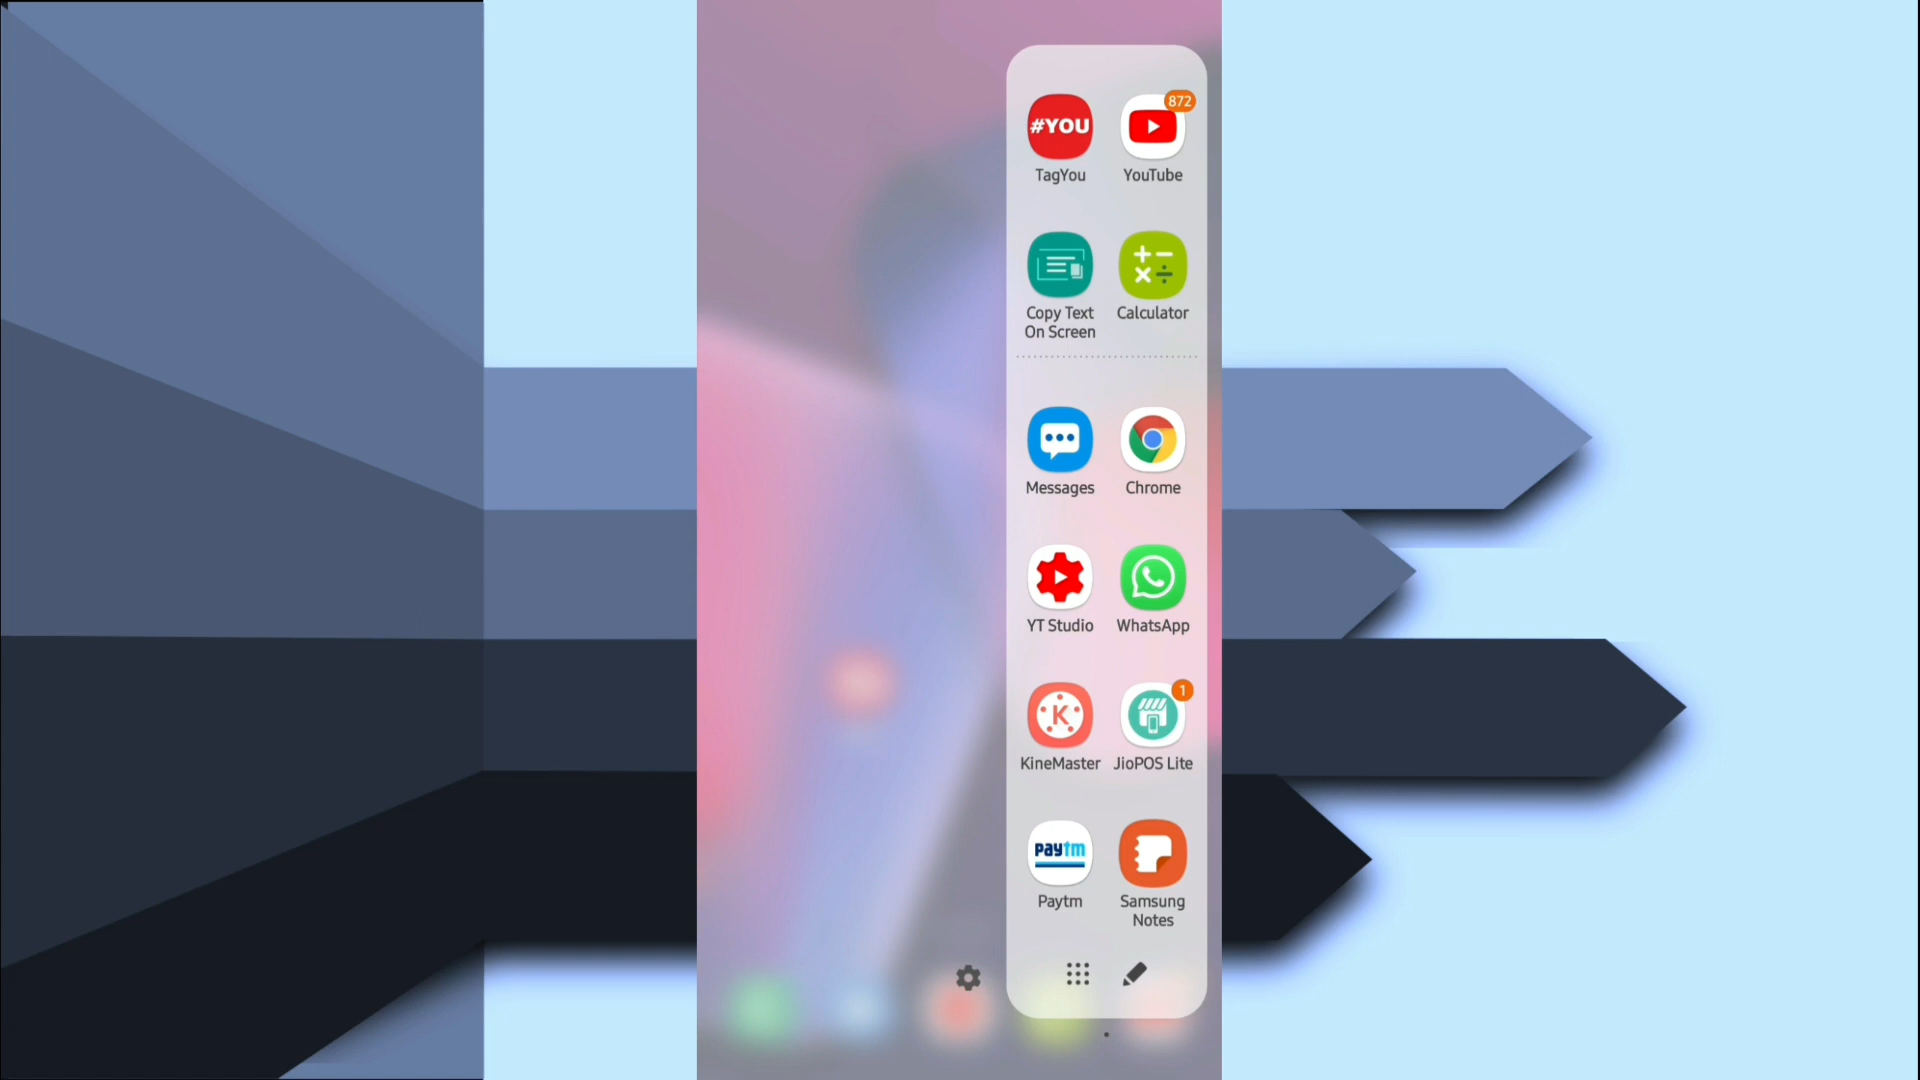 872
#YOU
TagYou YouTube
Copy Text Calculator
On Screen
Messages Chrome
YT Studio WhatsApp
1
K
KineMaster JioPOS Lite
paytm
Paytm Samsung
Notes